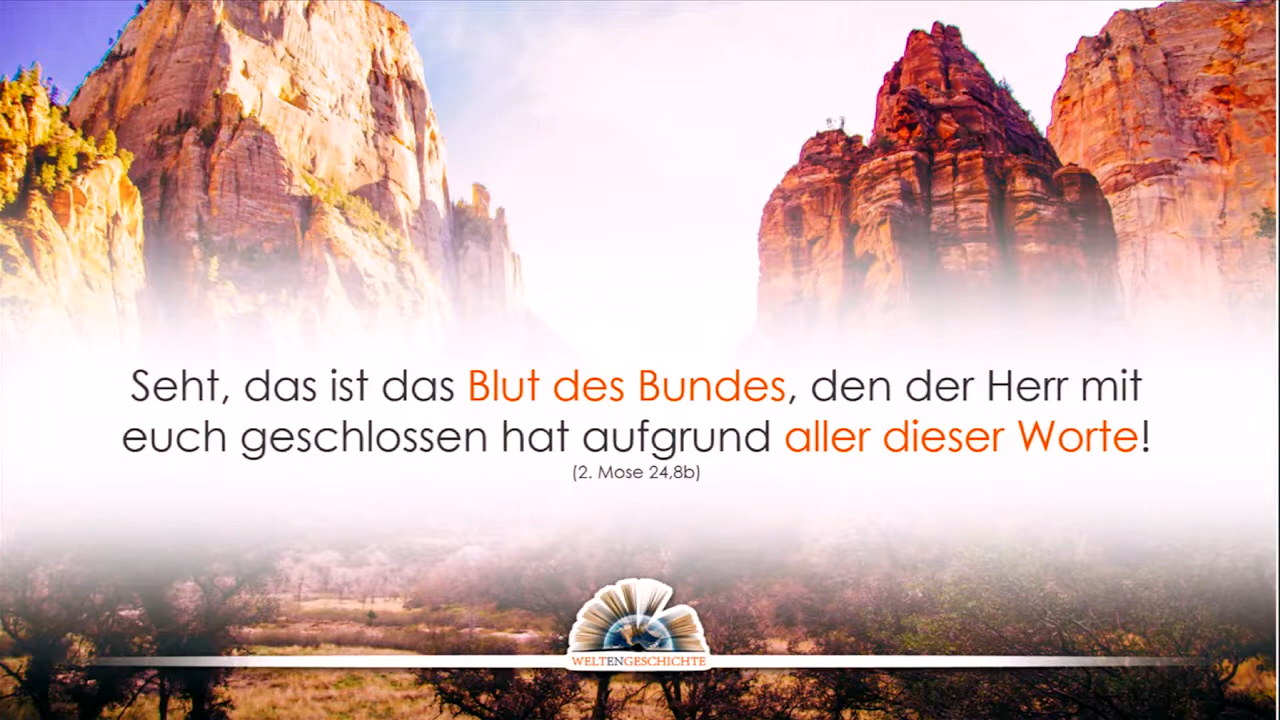 Seht, das ist das Blut des Bundes, den der Herr mit
euch geschlossen hat aufgrund aller dieser Worte!
(2. Mose 24,8b)
WELTENGESCHICHTE